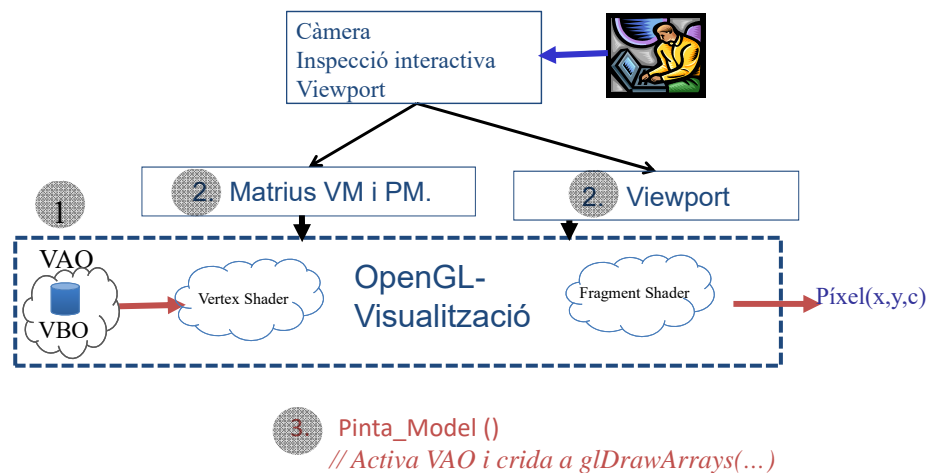 Càmera
Inspecció interactiva
Viewport
2. Matrius VM i PM.
2. Viewport
1
VAO
VBO
Vertex Shader
OpenGL-
Visualització
Fragment Shader
Píxel(x,y,c)
3. Pinta_Model ()
// Activa VAO i crida a glDrawArrays(…)